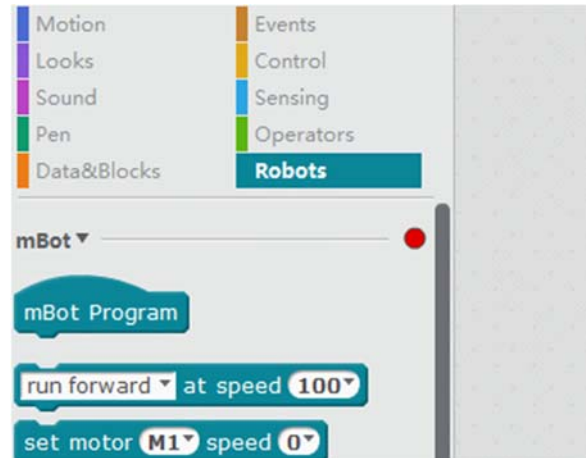 Motion
Looks
Sound
Pen
Data&Blocks
Events
Control
Sensing
Operators
Robots
mBot
mBot Program
run forward at speed 100
set motor M1 speed 0